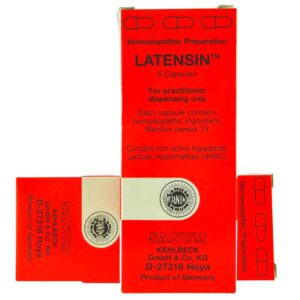 Homoeopathic Preparation
LATENSIN™
5 Capsules
For practitioner
dispensing only
Each capsule contains
homoeopathic ingredient,
Bacillus cereus 7X
Contains non-active ingredients
Lactose, Hypromellose (HPMC)
SANUM
KEHLBECK
GmbH & Co. KG
D-27316 Hoya
Product of Germany
SANUM
KEHLBECK
GmbH & Co. KG
D-27316 Hoya
Product of Germany
Homoeopathic Preparation